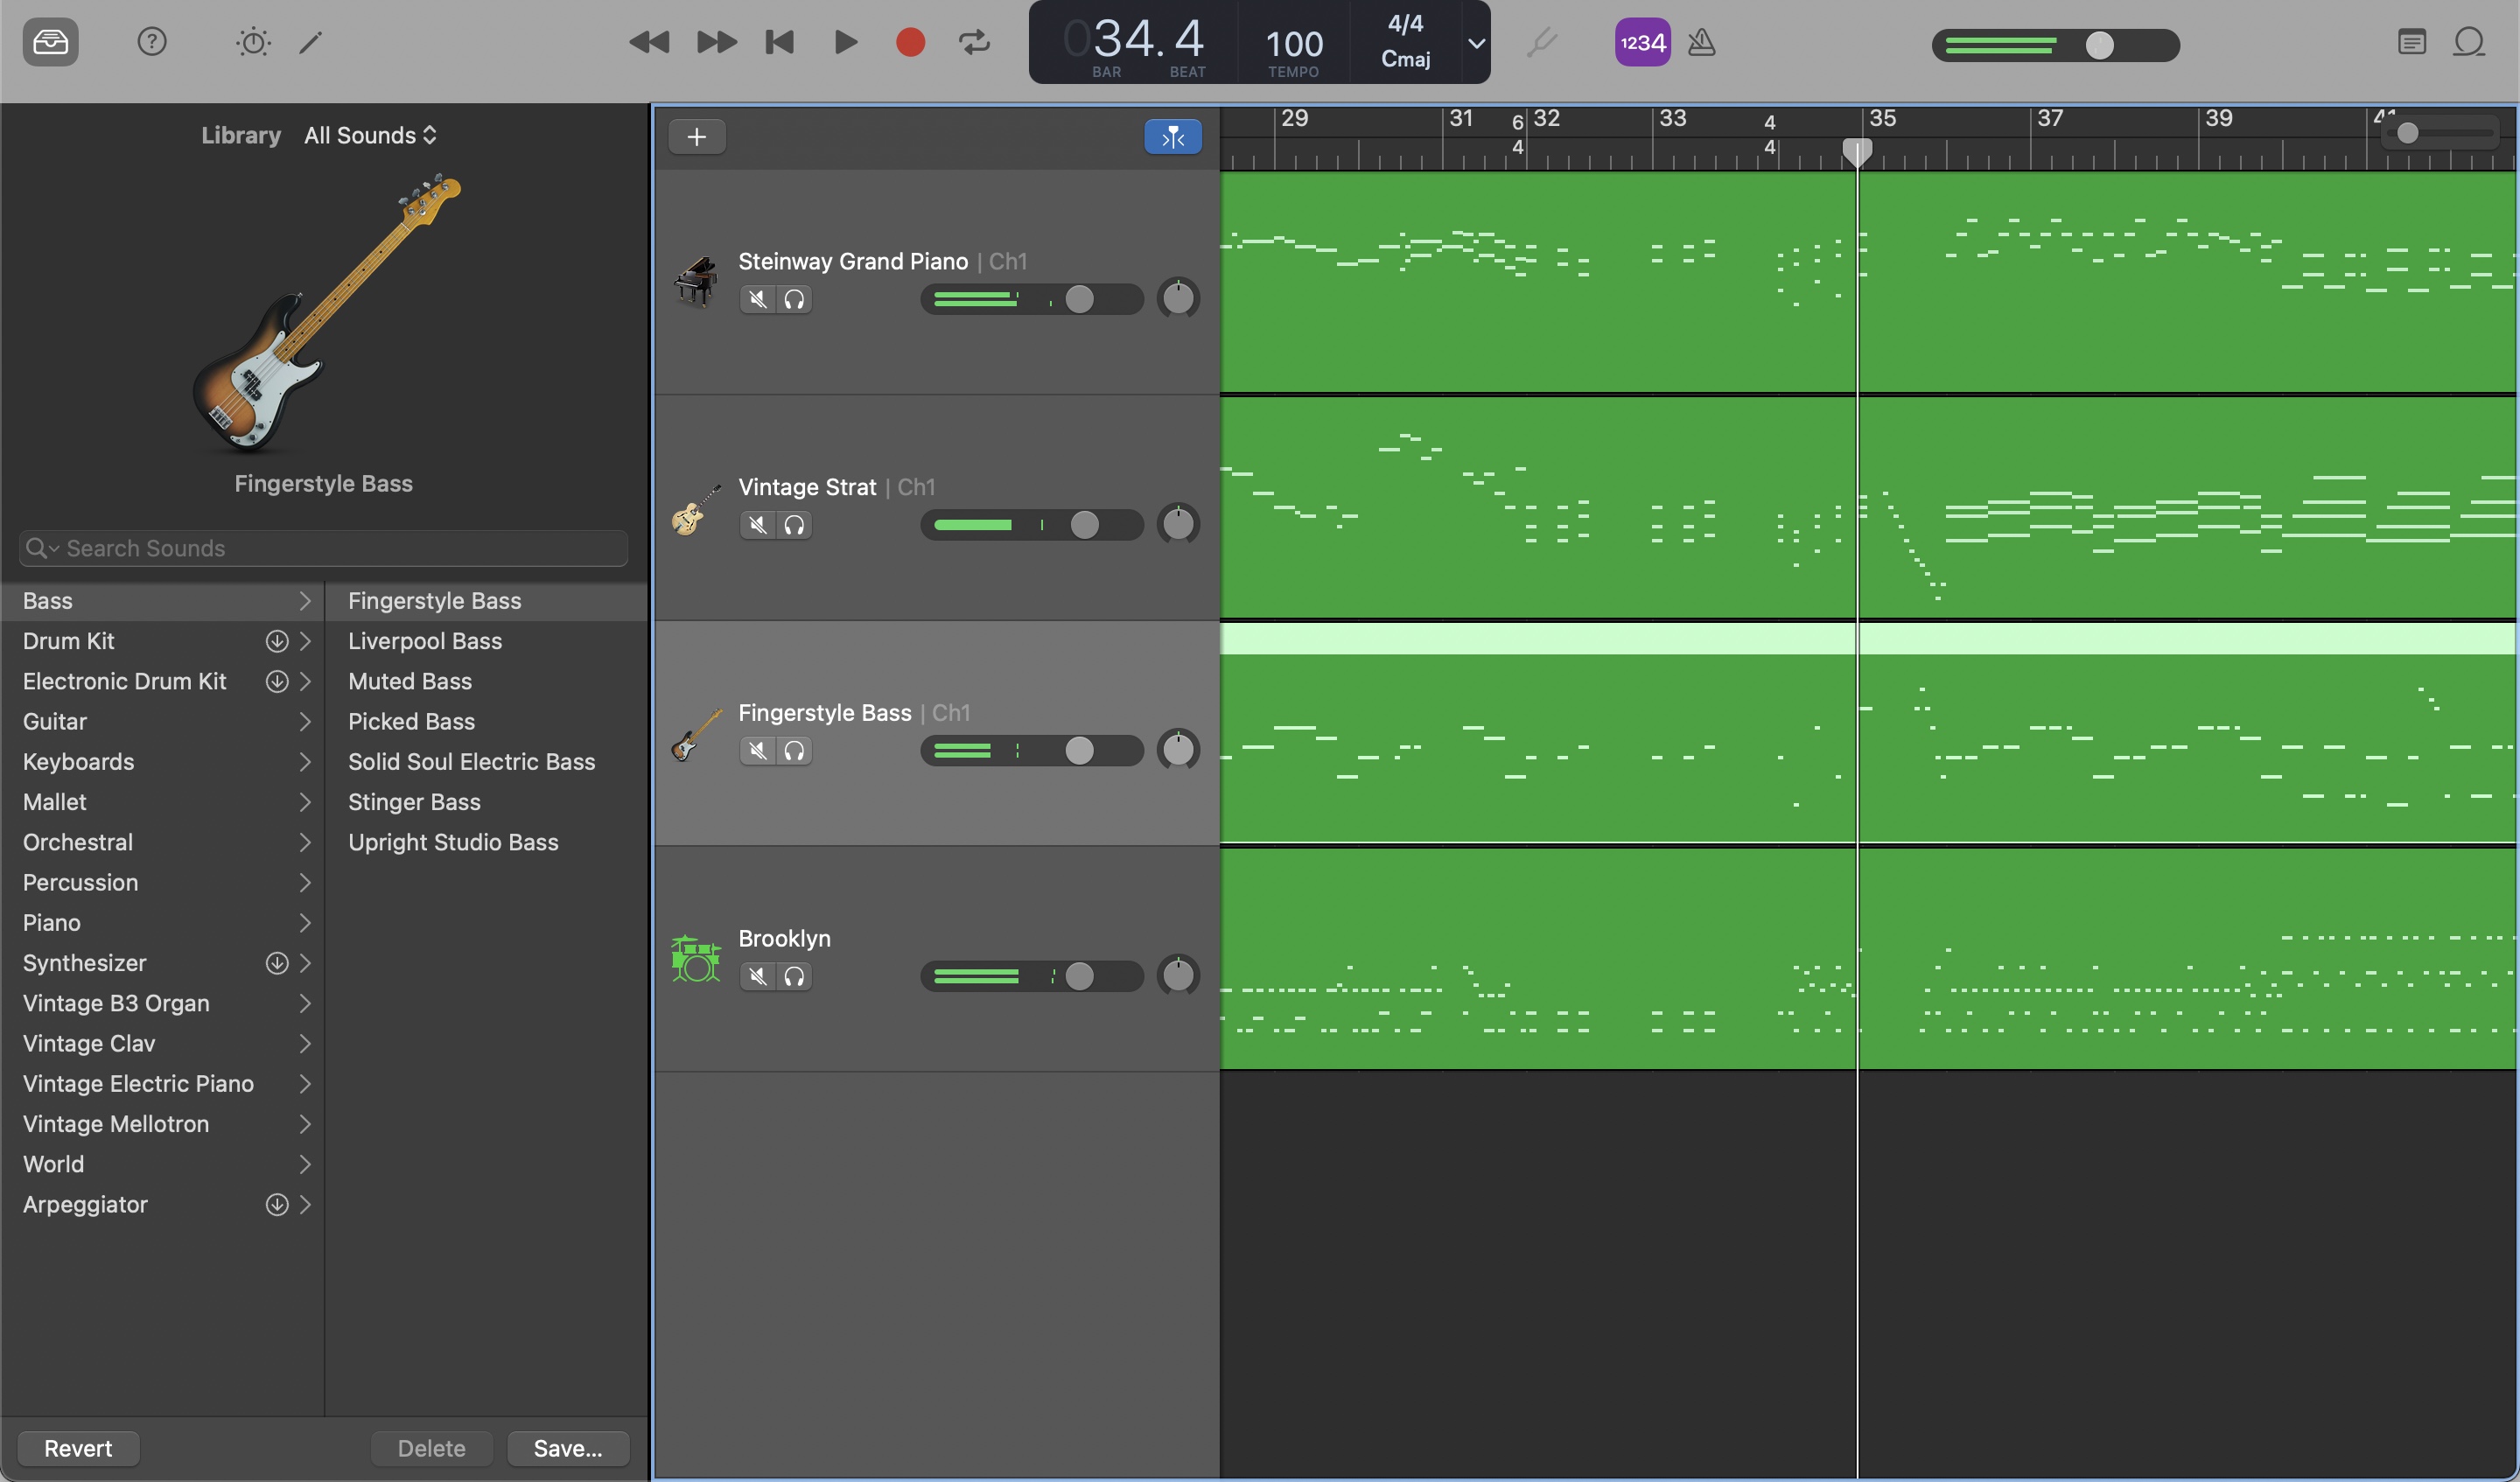 034.4
BAR BEAT
100
TEMPO
4/4
Cmaj
1234
Library All Sounds
Fingerstyle Bass
Search Sounds
Bass
Drum Kit
Electronic Drum Kit
Guitar
Keyboards
Mallet
Orchestral
Percussion
Piano
Synthesizer
Vintage B3 Organ
Vintage Clav
Vintage Electric Piano
Vintage Mellotron
World
Arpeggiator
Fingerstyle Bass
Liverpool Bass
Muted Bass
Picked Bass
Solid Soul Electric Bass
Stinger Bass
Upright Studio Bass
Revert
Delete
Save...
29 31 6 32 33 4 35 37 39 41
4 4
Steinway Grand Piano | Ch1
Vintage Strat | Ch1
Fingerstyle Bass | Ch1
Brooklyn